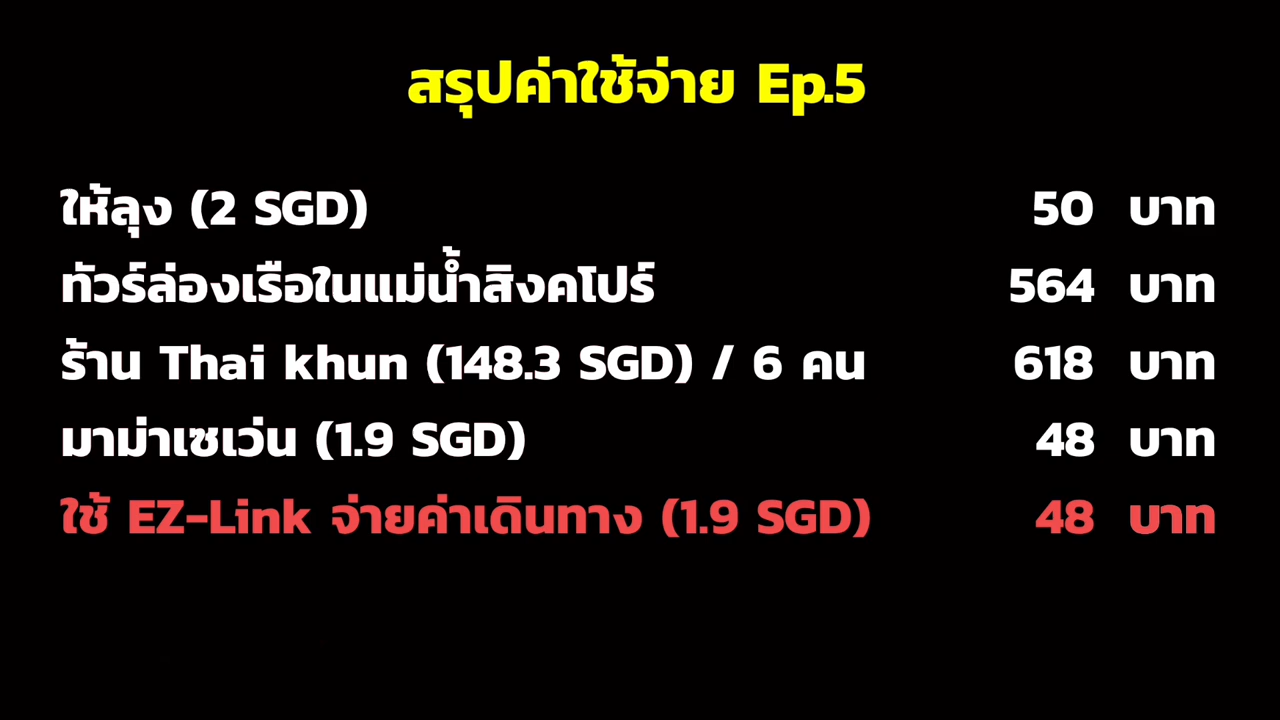 สรุปค่าใช้จ่าย Ep.5
ให้ลุง (2 SGD) 50 บาท
ทัวร์ล่องเรือในแม่น้ำสิงคโปร์ 564 บาท
ร้าน Thai khun (148.3 SGD) / 6 คน 618 บาท
มาม่าเซเว่น (1.9 SGD) 48 บาท
ใช้ EZ-Link จ่ายค่าเดินทาง (1.9 SGD) 48 บาท